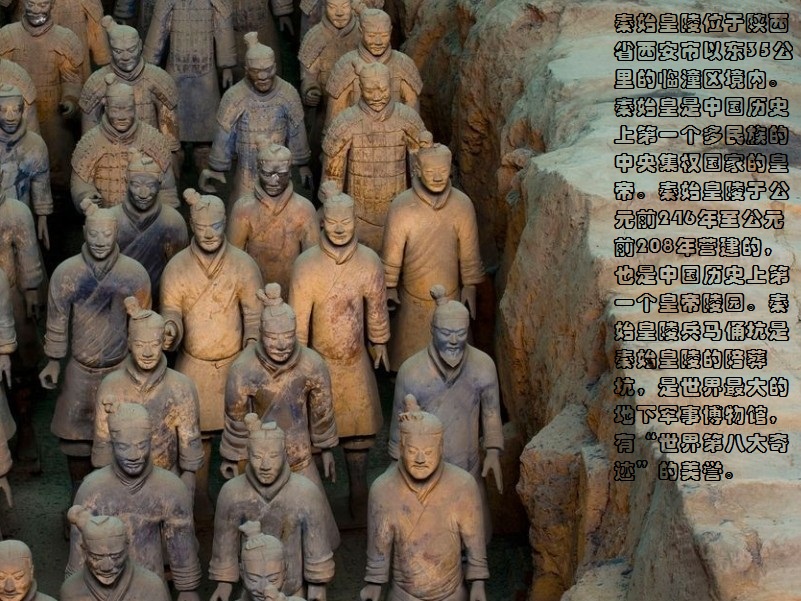 秦始皇陵位于陕西
省西安市以东35公
里的临潼区境内。
秦始皇是中国历史
上第一个多民族的
中央集权国家的皇
帝。秦始皇陵于公
元前246年至公元
前208年营建的，
也是中国历史上第
一个皇帝陵园。秦
始皇陵兵马俑坑是
秦始皇陵的陪葬
坑，是世界最大的
地下军事博物馆，
有“世界第八大奇
迹”的美誉。